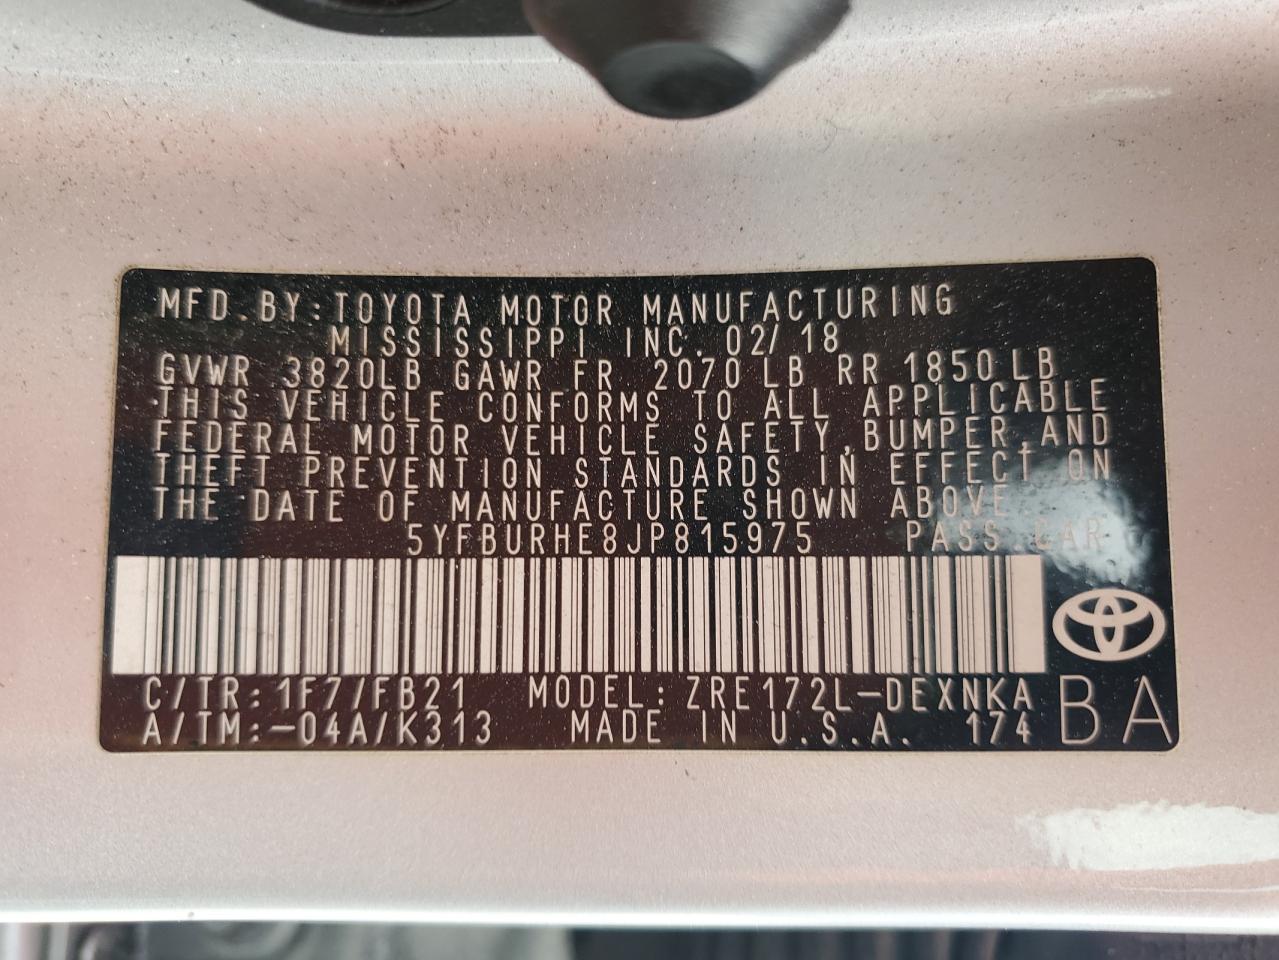 MFD.BY:TOYOTA MOTOR MANUFACTURING
MISSISSIPPI INC. 02/18
GVWR 3820LB GAWR FR 2070 LB RR 1850 LB
THIS VEHICLE CONFORMS TO ALL APPLICABLE
FEDERAL MOTOR VEHICLE SAFETY,BUMPER,AND
THEFT PREVENTION STANDARDS IN EFFECT ON
THE DATE OF MANUFACTURE SHOWN ABOVE
5YFBURHE8JP815975 PASS CAR
C/TR:1F7/FB21 MODEL:ZRE172L-DEXNKA
A/TM:-04A/K313 MADE IN U.S.A. 174 BA